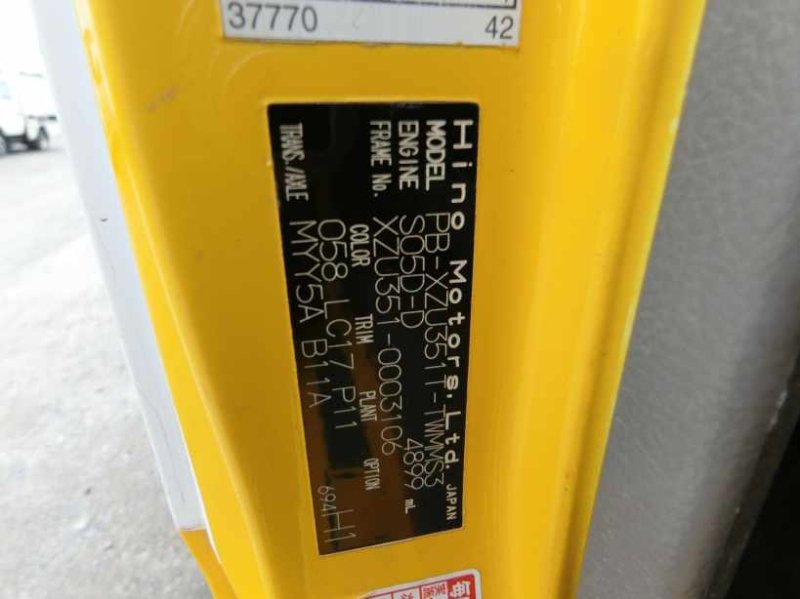 37770 42
Hino Motors, Ltd. JAPAN
MODEL PB-XZU351T-TWMMS3
ENGINE S05D-D 4899 mL
FRAME No. XZU351-0003106
COLOR TRIM PLANT OPTION
058 LC17 P11
TRANS./AXLE MYY5A B11A 694 H1